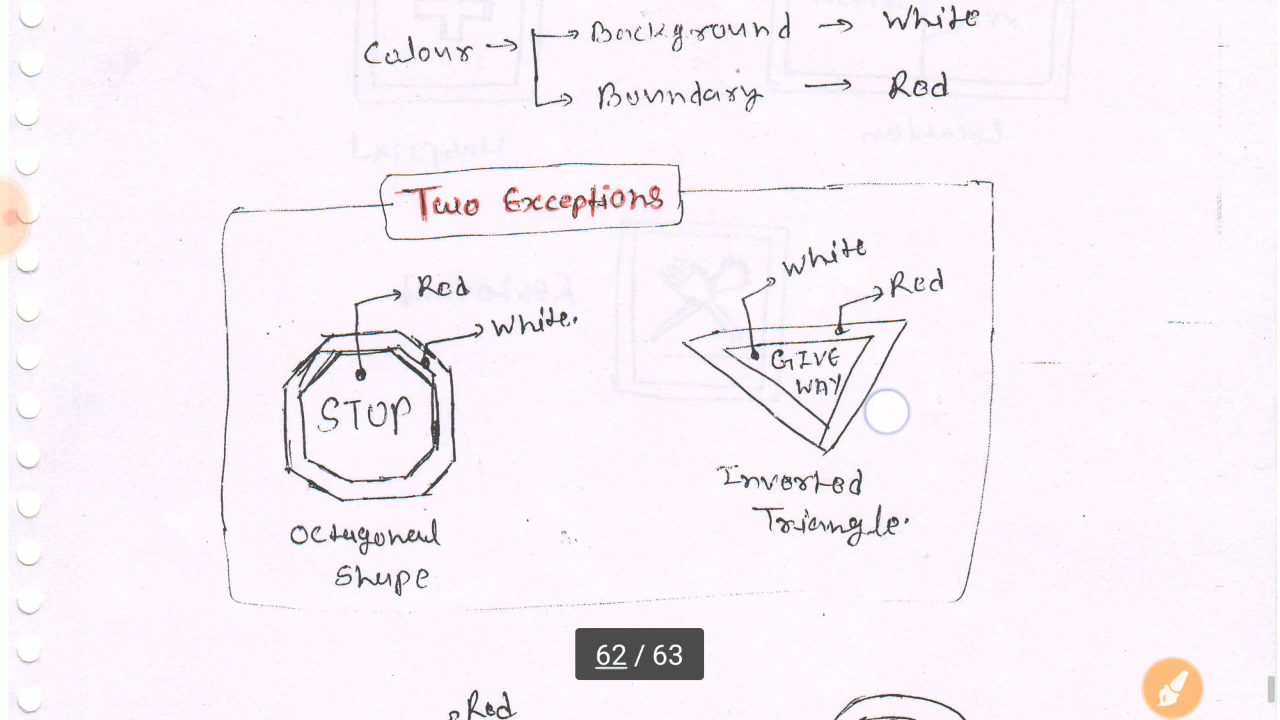 Colour → Background → White
Boundary → Red
Two Exceptions
Red
White.
STOP
Octagonal
Shape
White
Red
GIVE
WAY
Inverted
Triangle.
62 / 63
Red